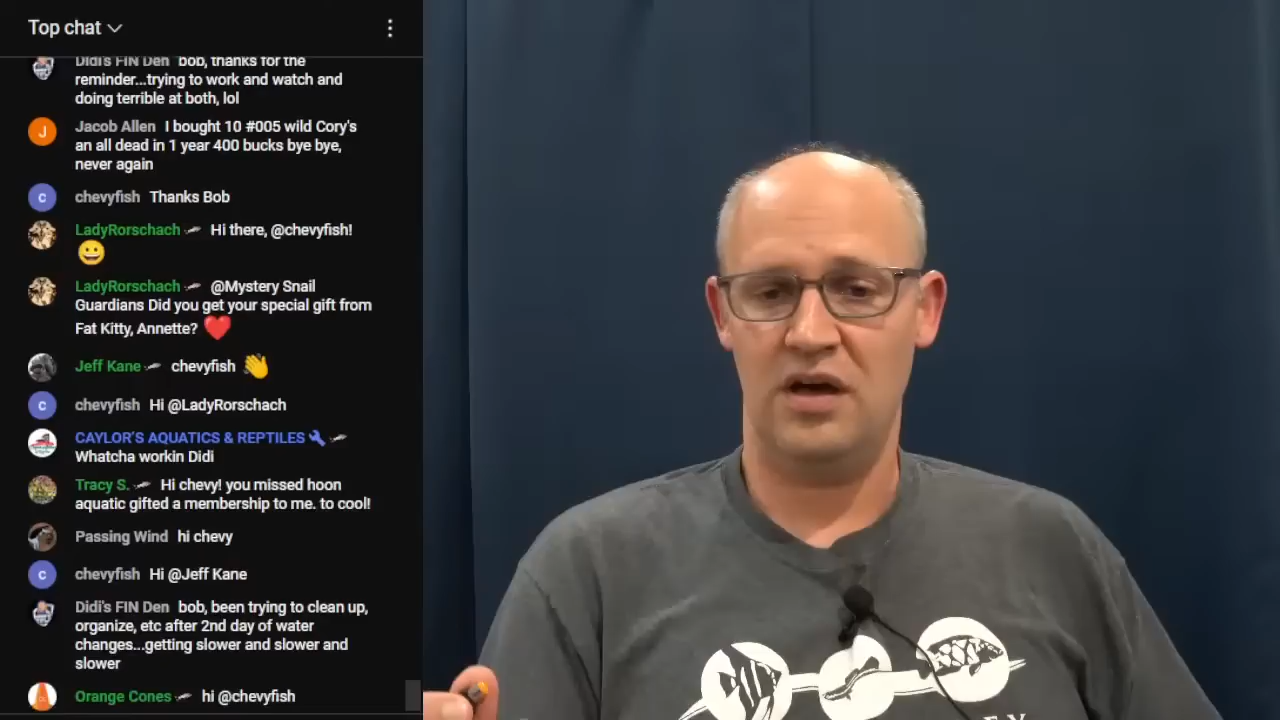 Top chat
Didi's FIN Den bob, thanks for the
reminder...trying to work and watch and
doing terrible at both, lol
J
Jacob Allen I bought 10 #005 wild Cory's
an all dead in 1 year 400 bucks bye bye,
never again
c
chevyfish Thanks Bob
LadyRorschach Hi there, @chevyfish!
LadyRorschach @Mystery Snail
Guardians Did you get your special gift from
Fat Kitty, Annette?
Jeff Kane chevyfish
c
chevyfish Hi @LadyRorschach
CAYLOR'S AQUATICS & REPTILES
Whatcha workin Didi
Tracy S. Hi chevy! you missed hoon
aquatic gifted a membership to me. to cool!
Passing Wind hi chevy
c
chevyfish Hi @Jeff Kane
Didi's FIN Den bob, been trying to clean up,
organize, etc after 2nd day of water
changes...getting slower and slower and
slower
Orange Cones hi @chevyfish